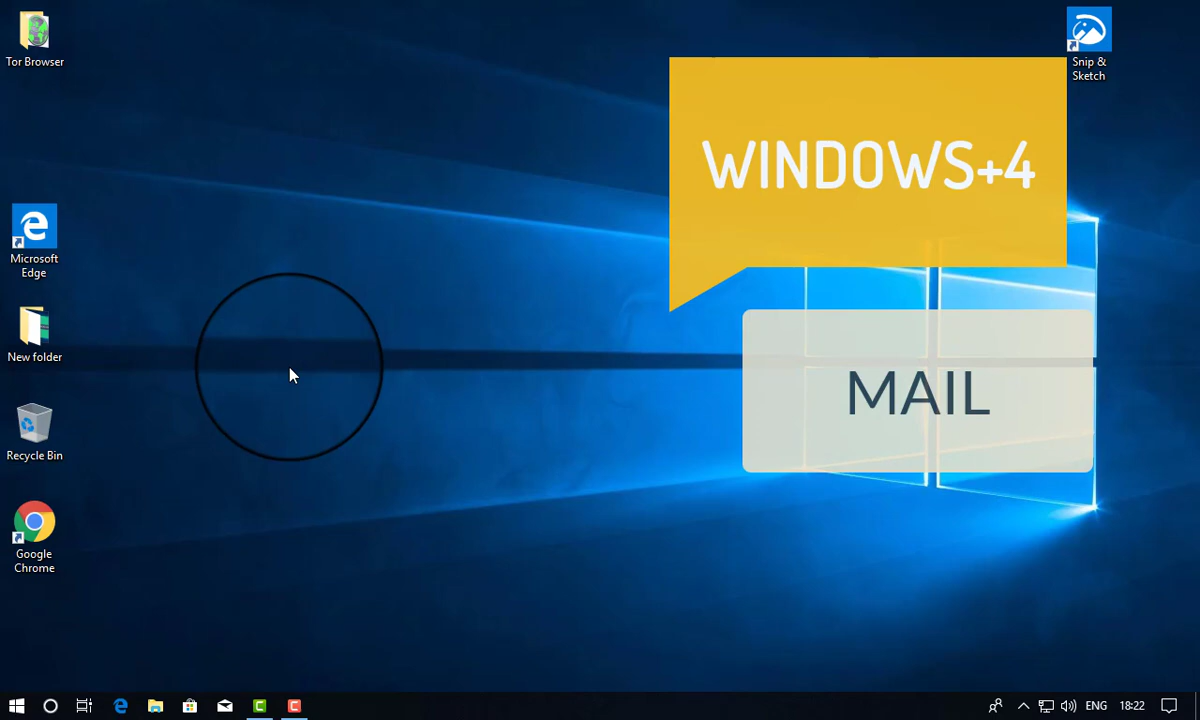 Tor Browser
Snip &
Sketch
WINDOWS+4
Microsoft
Edge
New folder
MAIL
Recycle Bin
Google
Chrome
ENG
18:22